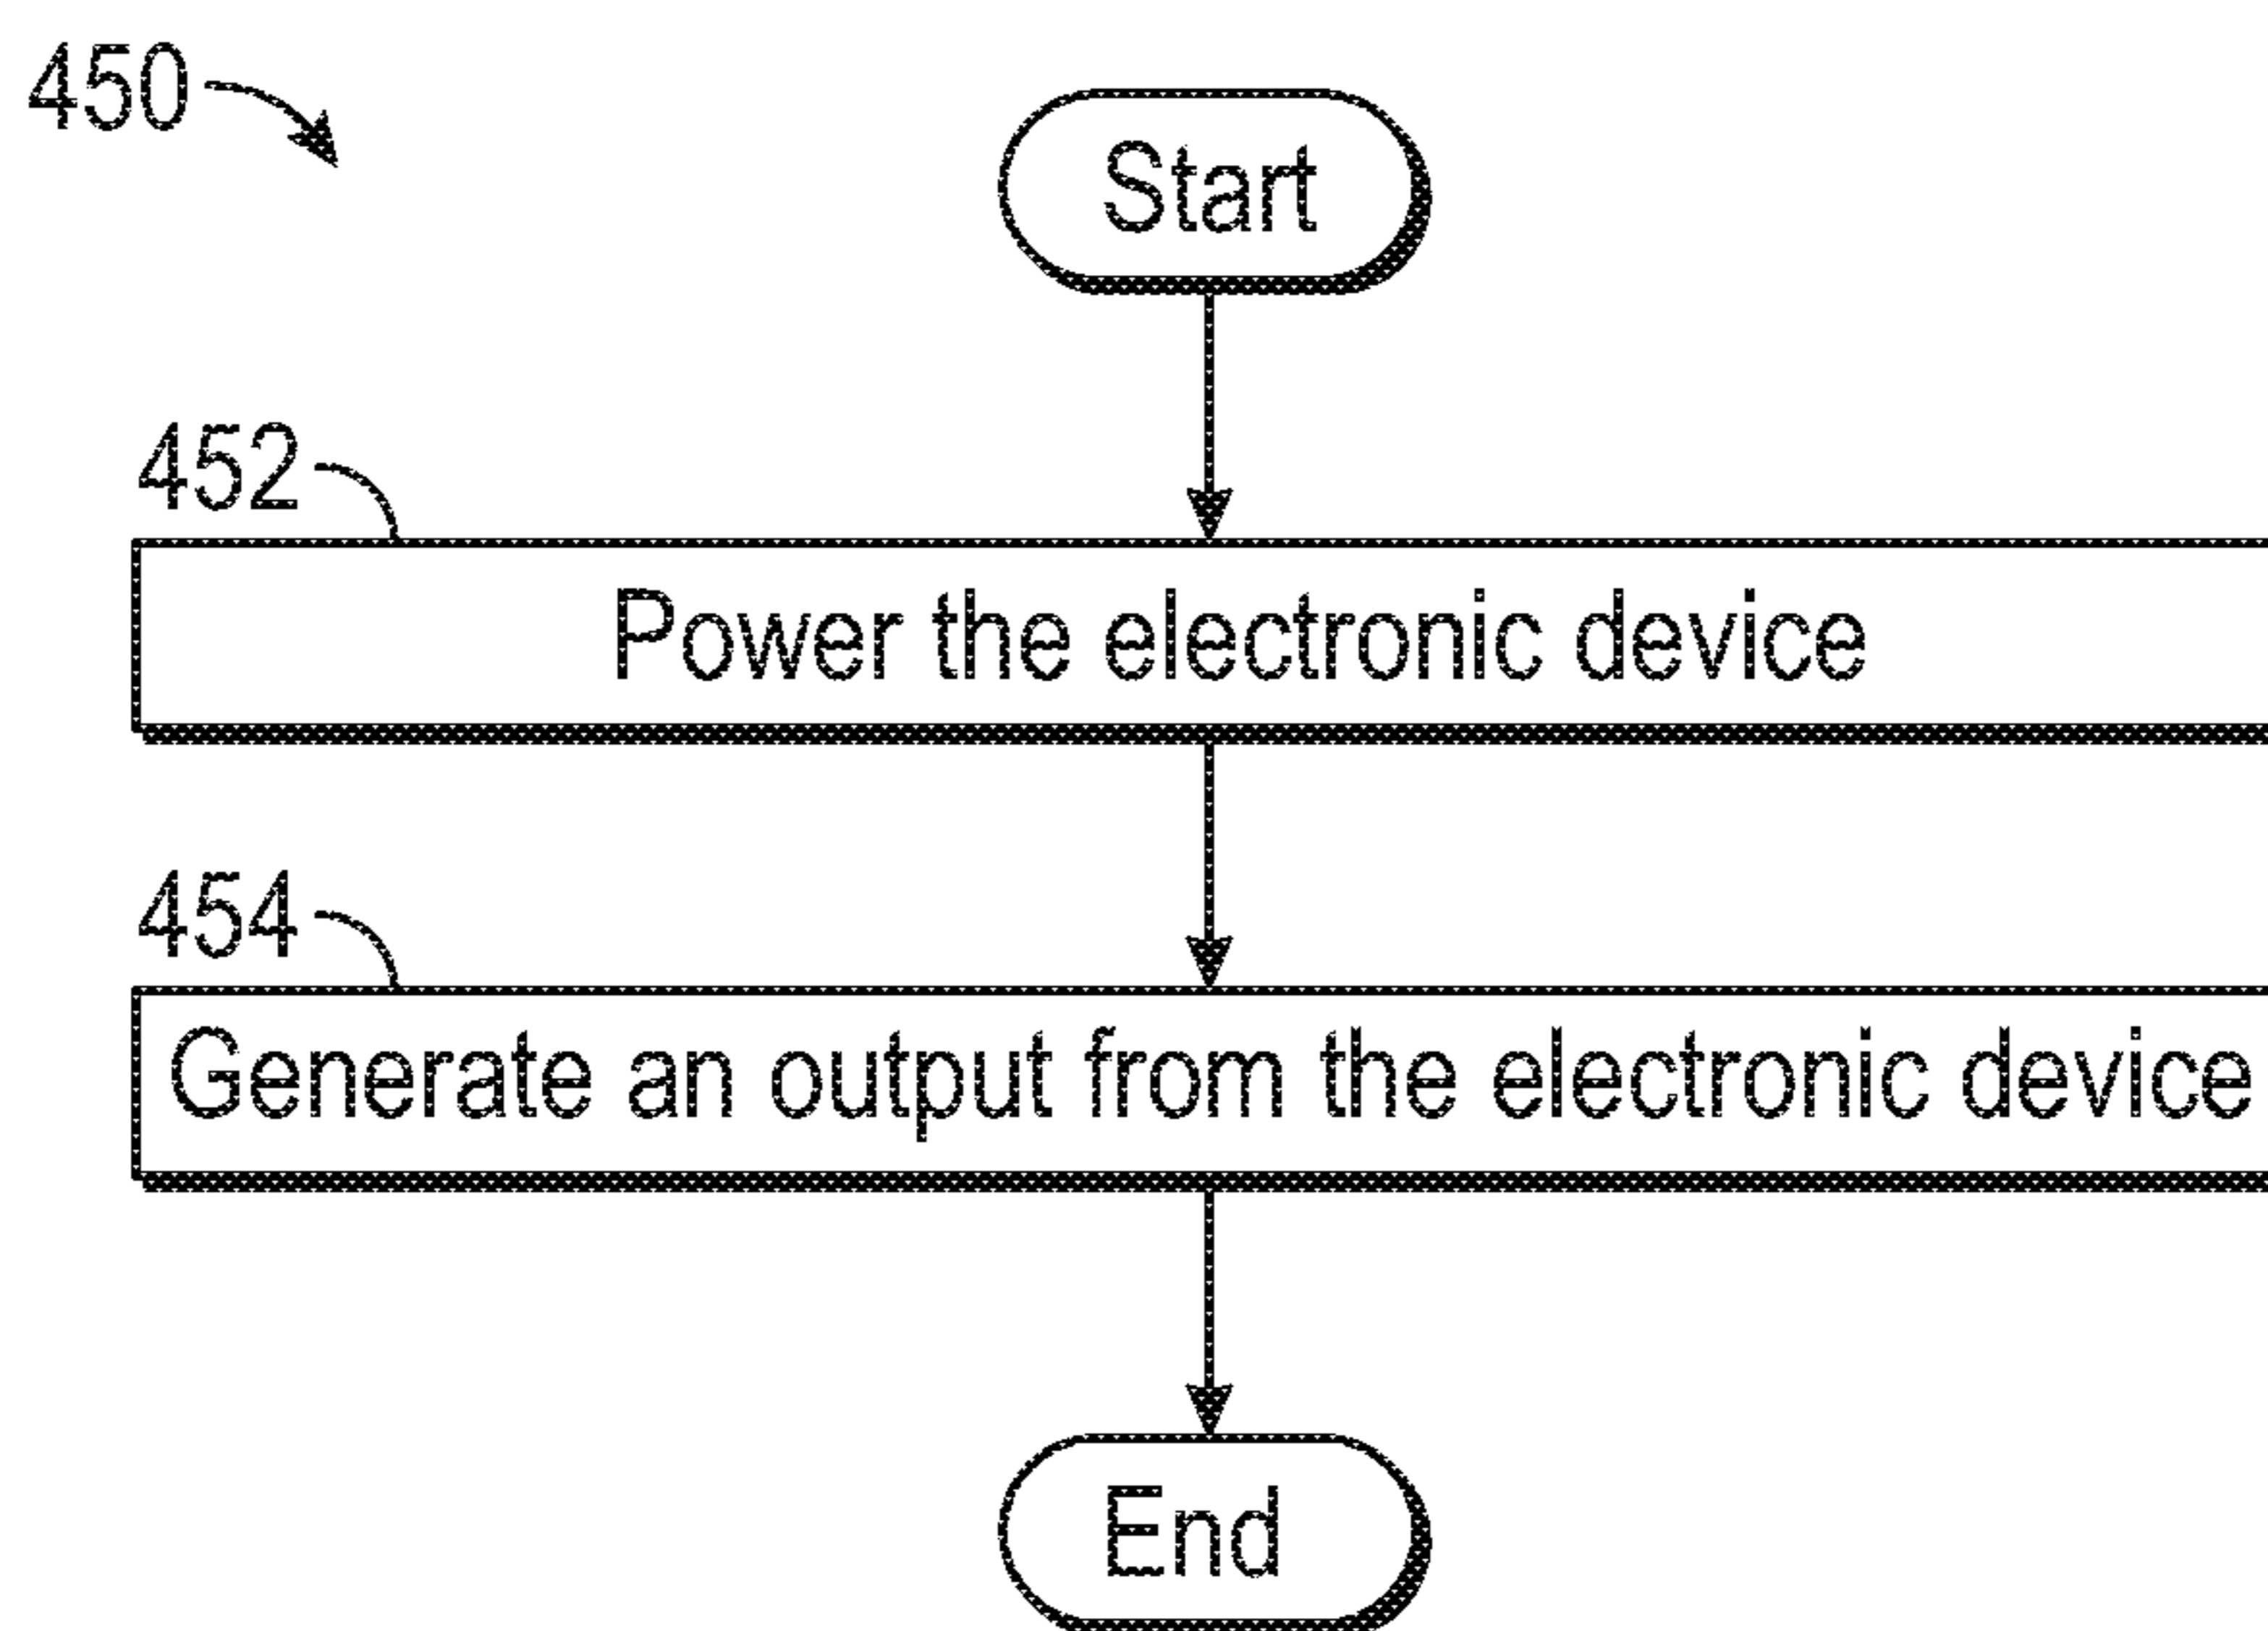 450
Start
452
Power the electronic device
454
Generate an output from the electronic device
End